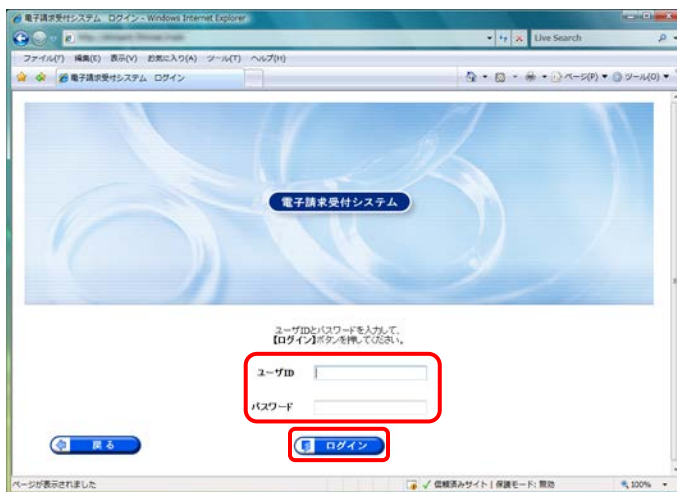 電子請求受付システム ログイン - Windows Internet Explorer
Live Search
ファイル(F) 編集(E) 表示(V) お気に入り(A) ツール(T) ヘルプ(H)
電子請求受付システム ログイン
ページ(P) ツール(O)
電子請求受付システム
ユーザIDとパスワードを入力して、
【ログイン】ボタンを押してください。
ユーザID
パスワード
戻る
ログイン
ページが表示されました
信頼済みサイト | 保護モード: 無効
100%